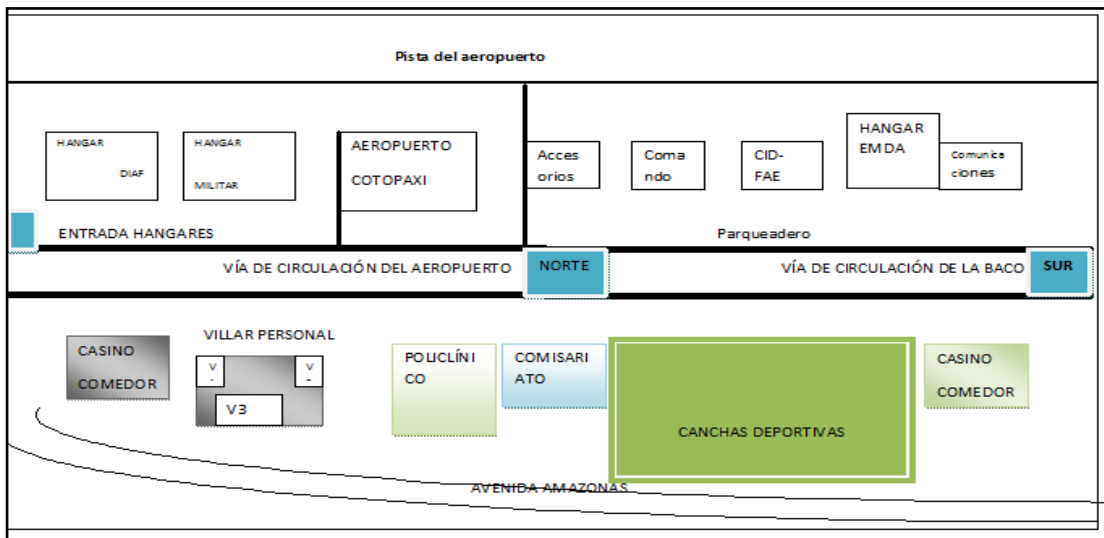 Pista del aeropuerto
HANGAR
DIAF
HANGAR
MILITAR
AEROPUERTO
COTOPAXI
Acces
orios
Coma
ndo
CID-
FAE
HANGAR
EMDA
Comunica
ciones
ENTRADA HANGARES
Parqueadero
VÍA DE CIRCULACIÓN DEL AEROPUERTO
NORTE
VÍA DE CIRCULACIÓN DE LA BACO
SUR
CASINO
COMEDOR
VILLAR PERSONAL
V
-
V
-
V3
POLICLÍNI
CO
COMISARI
ATO
CANCHAS DEPORTIVAS
CASINO
COMEDOR
AVENIDA AMAZONAS